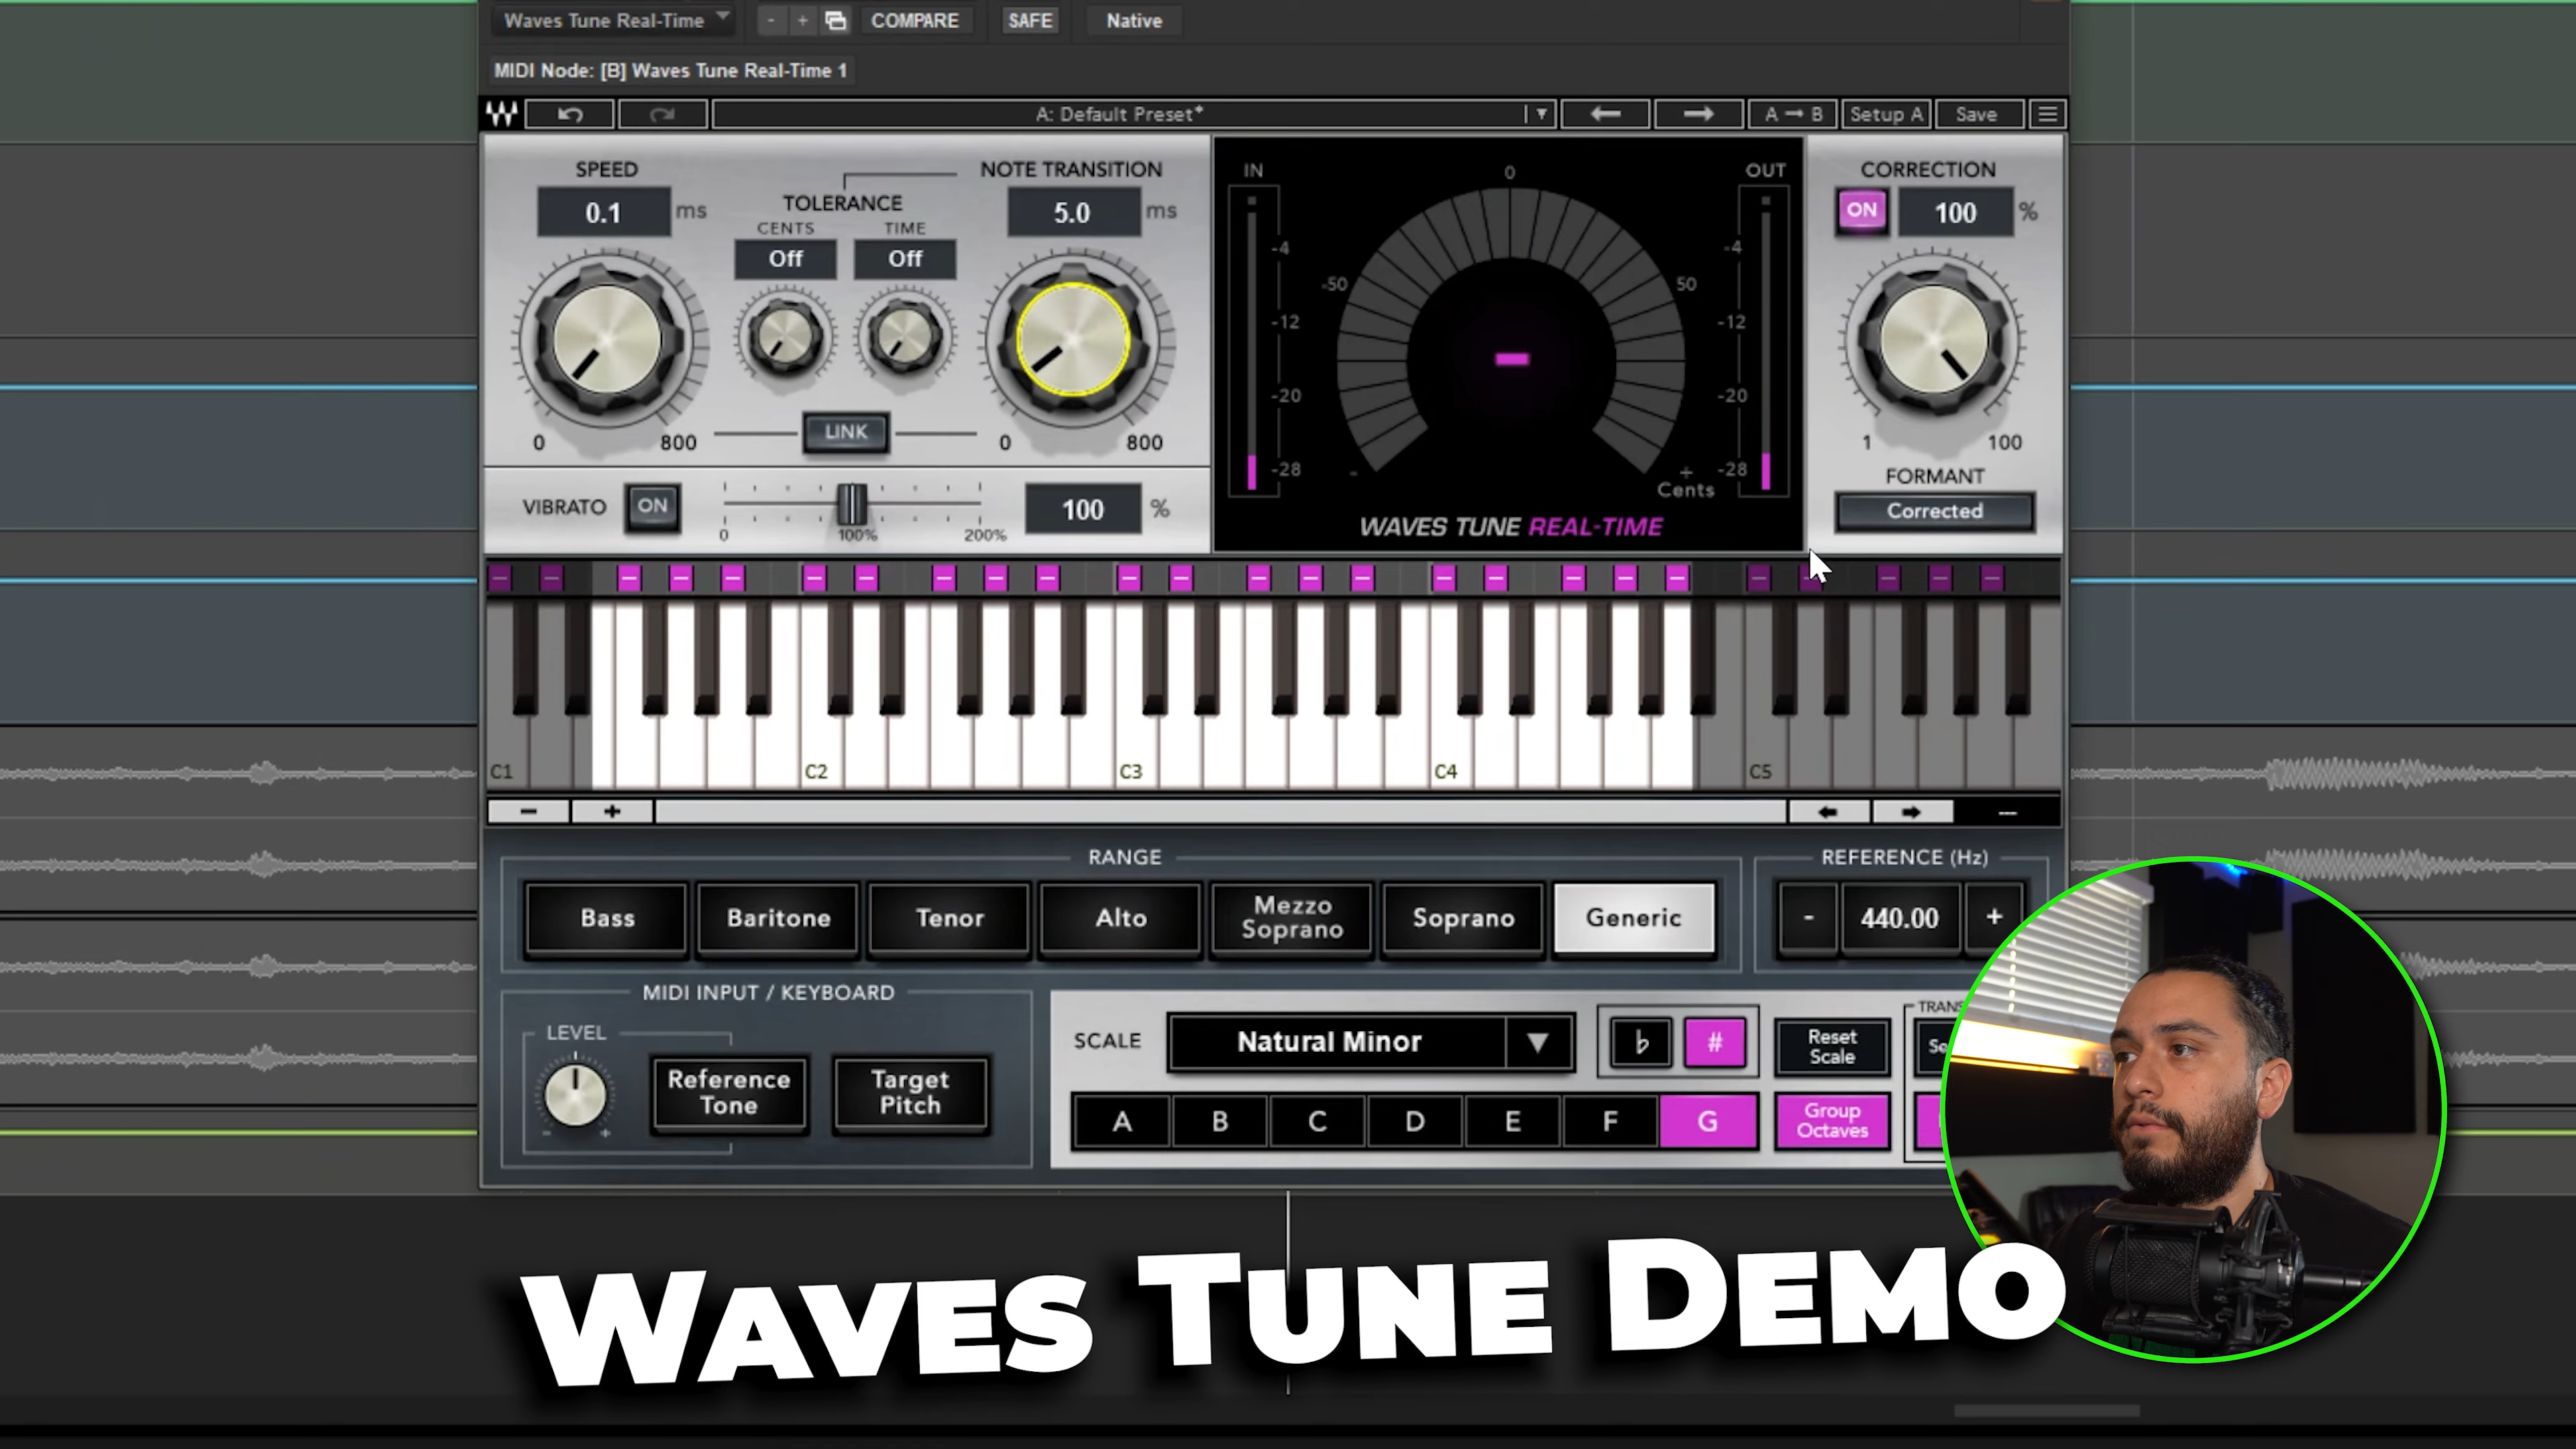 Waves Tune Real-Time
- + COMPARE SAFE Native
MIDI Node: [B] Waves Tune Real-Time 1
A: Default Preset*
A → B Setup A Save
SPEED
0.1 ms
TOLERANCE
CENTS TIME
Off Off
NOTE TRANSITION
5.0 ms
0 800
LINK
0 800
VIBRATO ON
0 100% 200%
100 %
IN 0 OUT
-4 -4
-50 50
-12 -12
-20 -20
-28 -28
- +
Cents
WAVES TUNE REAL-TIME
CORRECTION
ON 100 %
1 100
FORMANT
Corrected
C1 C2 C3 C4 C5
- +
RANGE
Bass Baritone Tenor Alto Mezzo Soprano Soprano Generic
REFERENCE (Hz)
- 440.00 +
MIDI INPUT / KEYBOARD
LEVEL
- +
Reference Tone
Target Pitch
SCALE Natural Minor ♭ #
Reset Scale
A B C D E F G
Group Octaves
WAVES TUNE DEMO